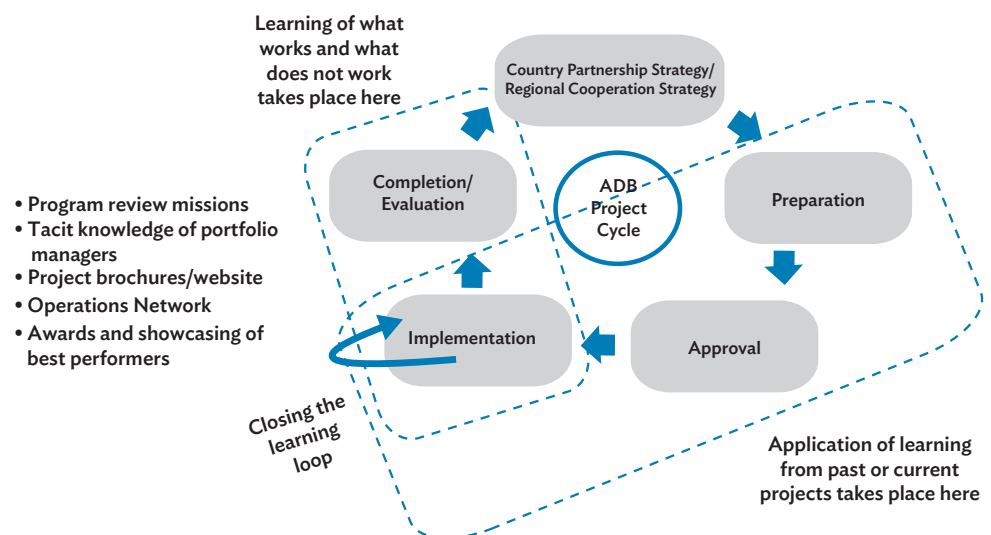 Learning of what
works and what
does not work
takes place here
Country Partnership Strategy/
Regional Cooperation Strategy
Completion/
Evaluation
ADB
Project
Cycle
Preparation
• Program review missions
• Tacit knowledge of portfolio
managers
• Project brochures/website
• Operations Network
• Awards and showcasing of
best performers
Implementation
Approval
Closing the
learning
loop
Application of learning
from past or current
projects takes place here